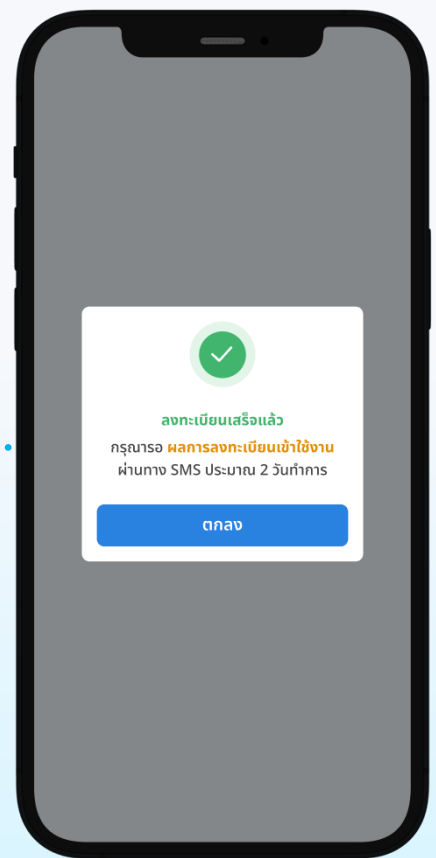 ลงทะเบียนเสร็จแล้ว
กรุณารอ ผลการลงทะเบียนเข้าใช้งาน
ผ่านทาง SMS ประมาณ 2 วันทำการ
ตกลง